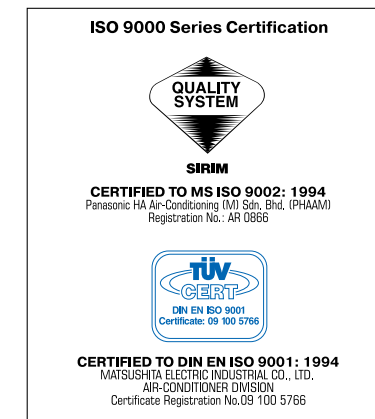 ISO 9000 Series Certification
QUALITY
SYSTEM
SIRIM
CERTIFIED TO MS ISO 9002: 1994
Panasonic HA Air-Conditioning (M) Sdn. Bhd. (PHAAM)
Registration No.: AR 0866
TÜV
CERT
DIN EN ISO 9001
Certificate: 09 100 5766
CERTIFIED TO DIN EN ISO 9001: 1994
MATSUSHITA ELECTRIC INDUSTRIAL CO., LTD.
AIR-CONDITIONER DIVISION
Certificate Registration No.09 100 5766